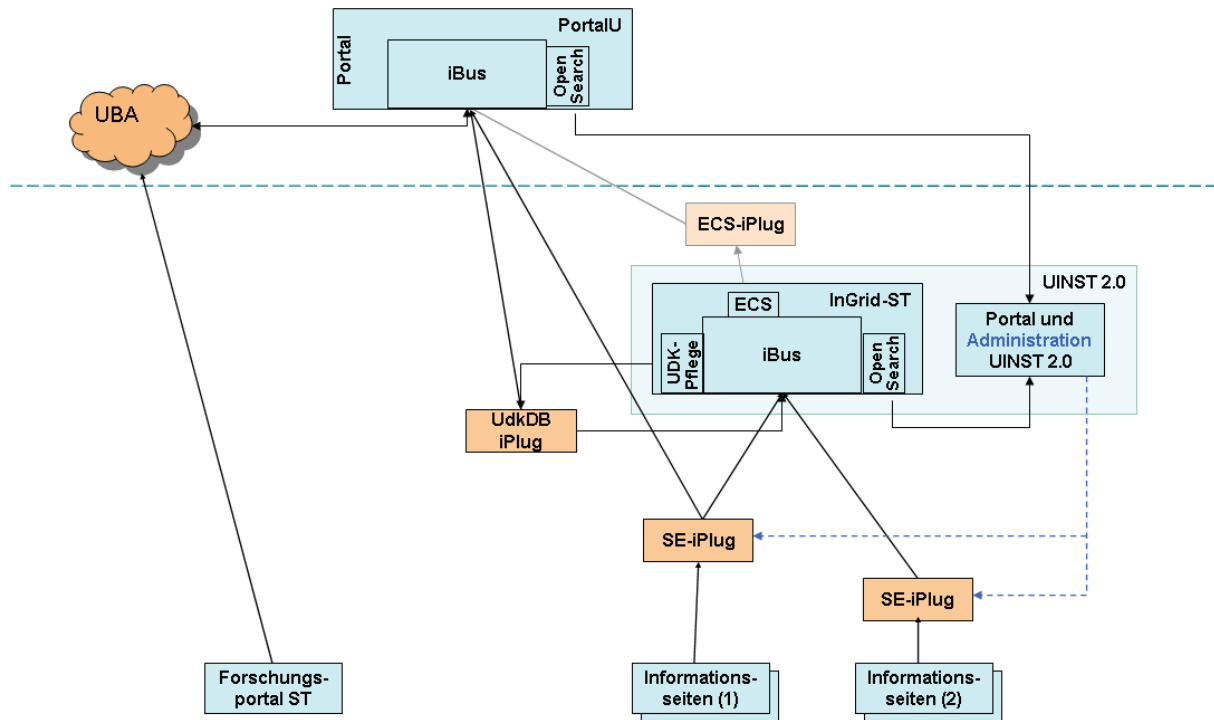 PortalU
Portal
iBus
Open
Search
UBA
ECS-iPlug
UINST 2.0
InGrid-ST
ECS
UDK-
Pflege
iBus
Open
Search
Portal und
Administration
UINST 2.0
UdkDB
iPlug
SE-iPlug
SE-iPlug
Forschungs-
portal ST
Informations-
seiten (1)
Informations-
seiten (2)